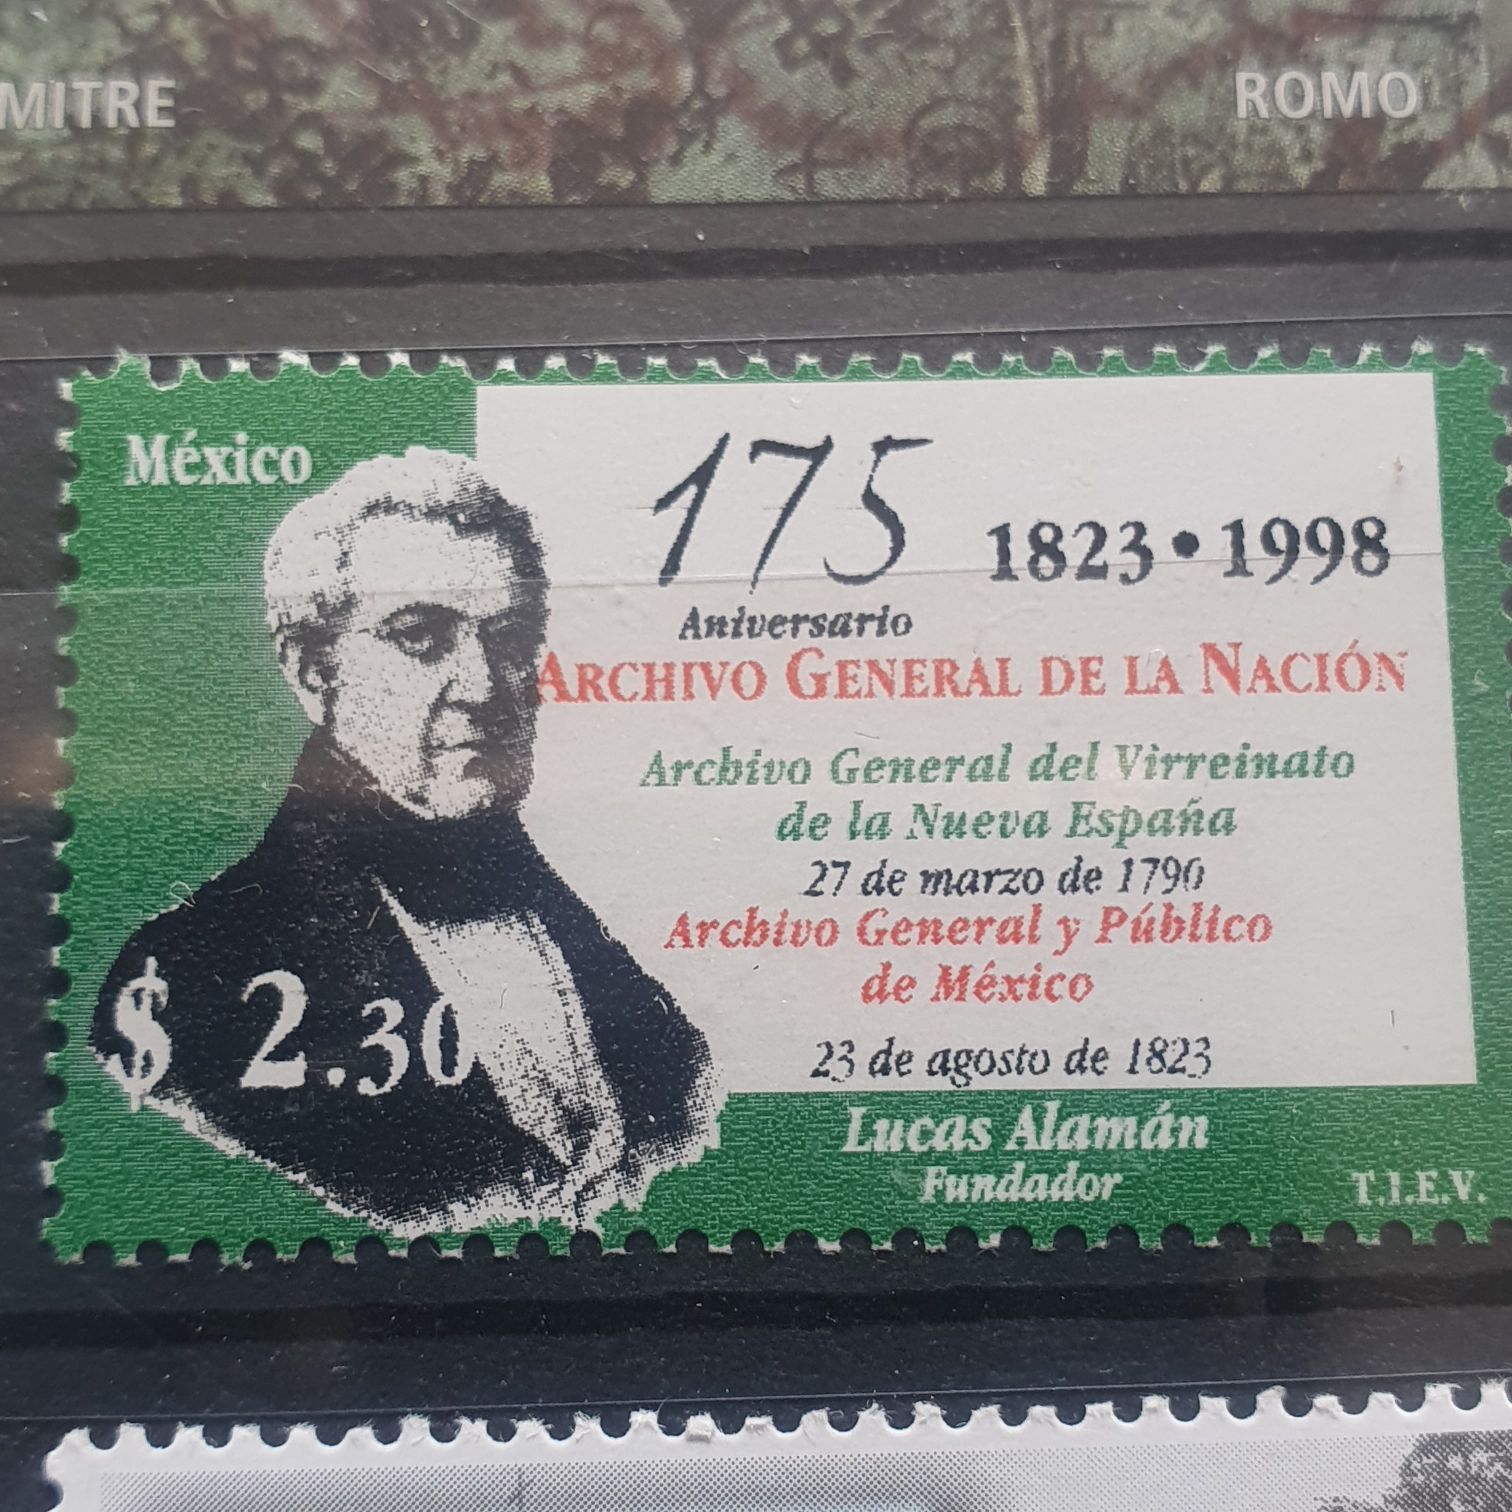 MITRE
ROMO
México
175
1823•1998
Aniversario
ARCHIVO GENERAL DE LA NACIÓN
Archivo General del Virreinato
de la Nueva España
27 de marzo de 1790
Archivo General y Público
de México
$ 2.30
23 de agosto de 1823
Lucas Alamán
Fundador
T.I.E.V.